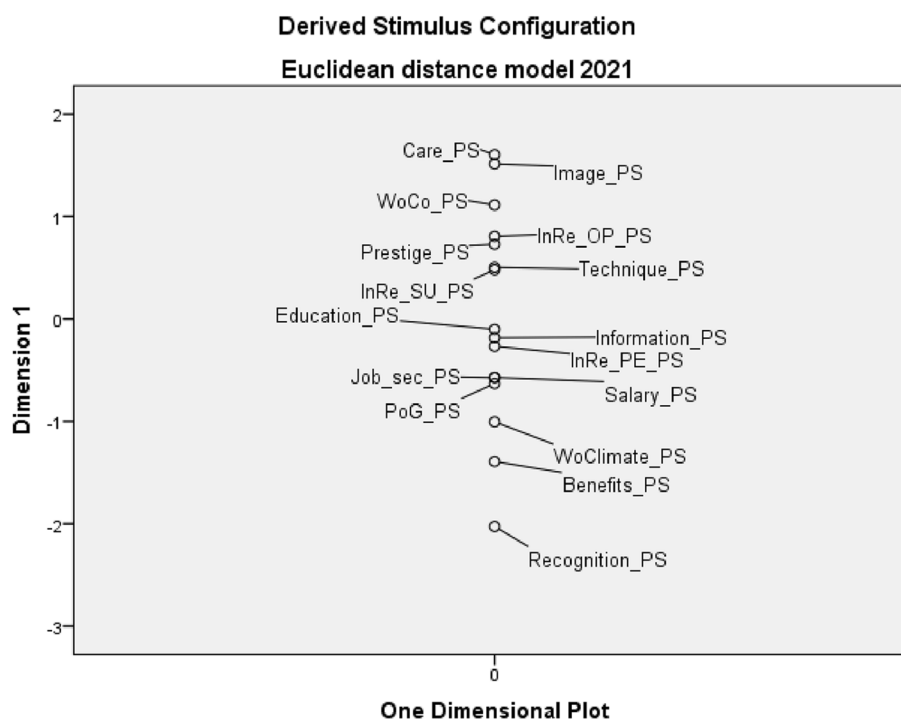 Derived Stimulus Configuration
Euclidean distance model 2021
Dimension 1
2
1
0
-1
-2
-3
Care_PS
Image_PS
WoCo_PS
InRe_OP_PS
Prestige_PS
Technique_PS
InRe_SU_PS
Education_PS
Information_PS
InRe_PE_PS
Job_sec_PS
Salary_PS
PoG_PS
WoClimate_PS
Benefits_PS
Recognition_PS
0
One Dimensional Plot